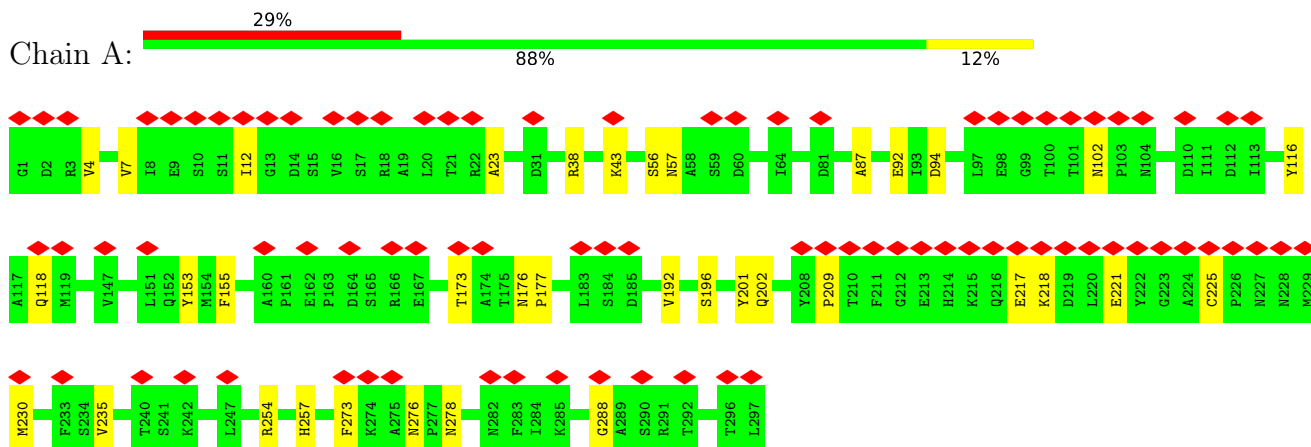 29%
Chain A:
88% 12%
G1 D2 R3 V4 V7 I8 E9 S10 S11 I12 G13 D14 S15 V16 S17 R18 A19 L20 T21 R22 A23 D31 R38 K43 S56 N57 A58 S59 D60 I64 D81 A87 E92 I93 D94 L97 E98 G99 T100 T101 N102 P103 N104 D110 I111 D112 I113 Y116
A117 Q118 M119 V147 L151 Q152 Y153 M154 F155 A160 P161 E162 P163 D164 S165 R166 E167 T173 A174 T175 N176 P177 L183 S184 D185 V192 S196 Y201 Q202 Y208 P209 T210 F211 G212 E213 H214 K215 Q216 E217 K218 D219 L220 E221 Y222 G223 A224 C225 P226 N227 N228 M229
M230 F233 S234 V235 T240 S241 K242 L247 R254 H257 F273 K274 A275 N276 P277 N278 N282 F283 I284 K285 G288 A289 S290 R291 T292 T296 L297